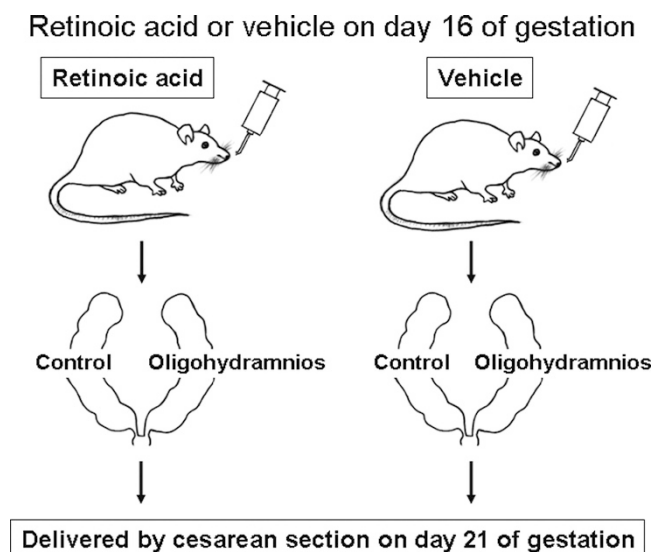 Retinoic acid or vehicle on day 16 of gestation
Retinoic acid
Vehicle
Control
Oligohydramnios
Control
Oligohydramnios
Delivered by cesarean section on day 21 of gestation